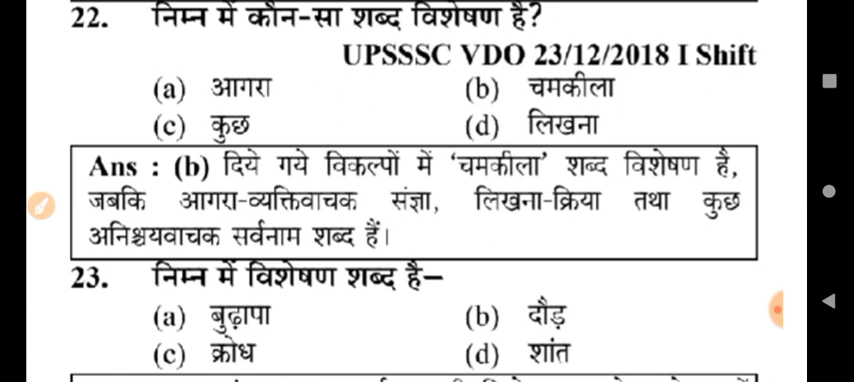 22. निम्न में कौन-सा शब्द विशेषण है?
UPSSSC VDO 23/12/2018 I Shift
(a) आगरा (b) चमकीला
(c) कुछ (d) लिखना
Ans : (b) दिये गये विकल्पों में ‘चमकीला’ शब्द विशेषण है,
जबकि आगरा-व्यक्तिवाचक संज्ञा, लिखना-क्रिया तथा कुछ
अनिश्चयवाचक सर्वनाम शब्द हैं।
23. निम्न में विशेषण शब्द है–
(a) बुढ़ापा (b) दौड़
(c) क्रोध (d) शांत